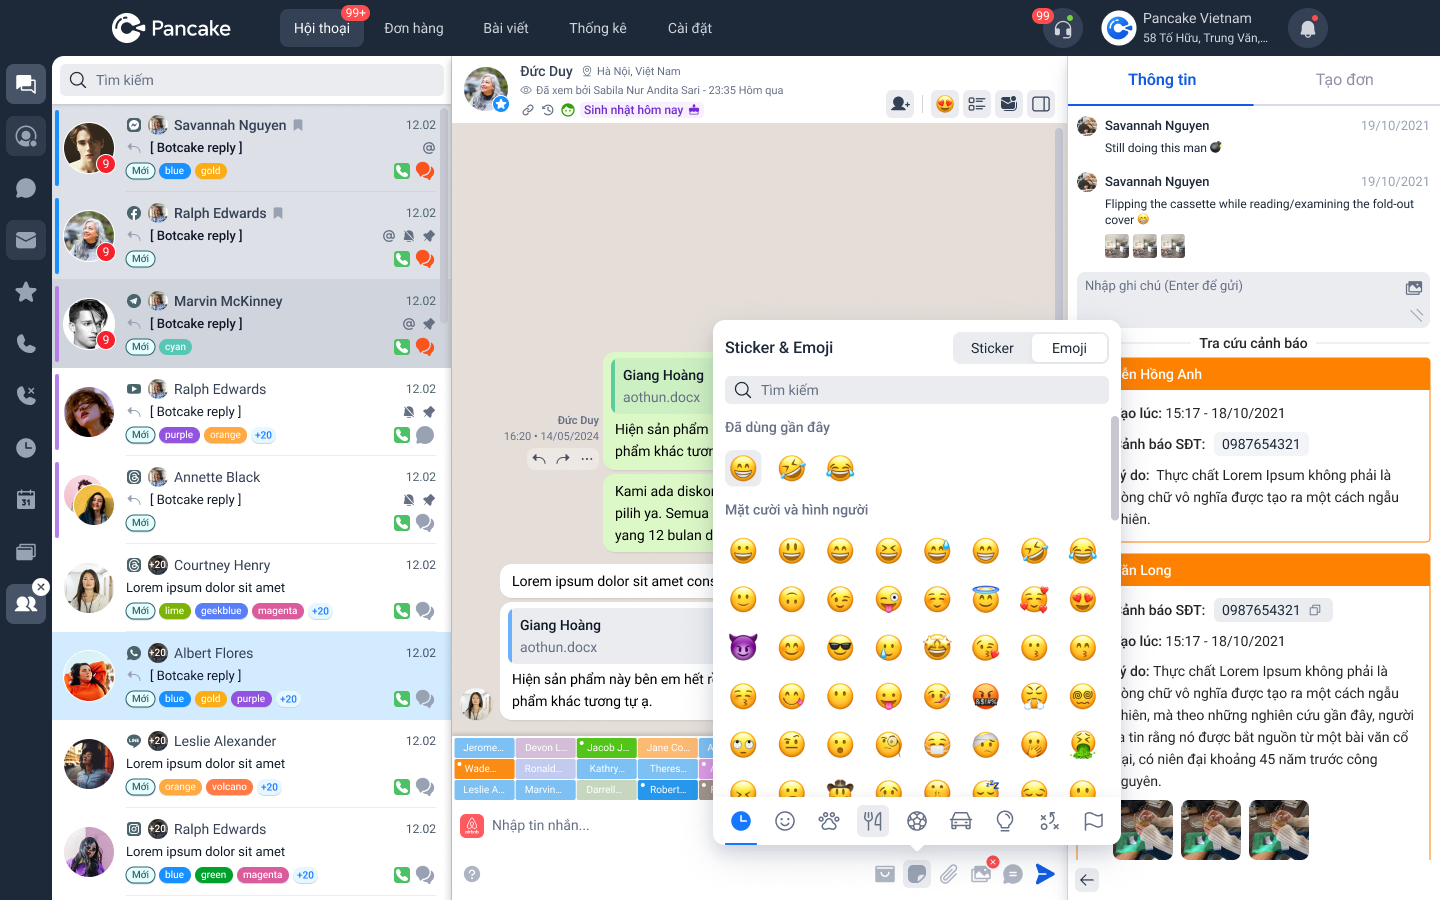 Pancake
Hội thoại
99+
Đơn hàng
Bài viết
Thống kê
Cài đặt
99
Pancake Vietnam
58 Tố Hữu, Trung Văn,...
Tìm kiếm
Savannah Nguyen
12.02
[ Botcake reply ]
9
Mới
blue
gold
Ralph Edwards
12.02
[ Botcake reply ]
9
Mới
Marvin McKinney
12.02
[ Botcake reply ]
9
Mới
cyan
Ralph Edwards
12.02
[ Botcake reply ]
Mới
purple
orange
+20
Annette Black
12.02
[ Botcake reply ]
Mới
+20
Courtney Henry
12.02
Lorem ipsum dolor sit amet
Mới
lime
geekblue
magenta
+20
+20
Albert Flores
12.02
[ Botcake reply ]
Mới
blue
gold
purple
+20
+20
Leslie Alexander
12.02
Lorem ipsum dolor sit amet
Mới
orange
volcano
+20
+20
Ralph Edwards
12.02
Lorem ipsum dolor sit amet
Mới
blue
green
magenta
+20
31
Đức Duy
Hà Nội, Việt Nam
Đã xem bởi Sabila Nur Andita Sari - 23:35 Hôm qua
Sinh nhật hôm nay
Giang Hoàng
aothun.docx
Đức Duy
16:20 • 14/05/2024
Hiện sản phẩm
phẩm khác tươn
Kami ada diskon
pilih ya. Semua
yang 12 bulan d
Lorem ipsum dolor sit amet cons
Giang Hoàng
aothun.docx
Hiện sản phẩm này bên em hết r
phẩm khác tương tự ạ.
Jerome...
Devon L...
Jacob J...
Jane Co...
Wade...
Ronald...
Kathry...
Theres...
Leslie A...
Marvin...
Darrell...
Robert...
airbnb
Nhập tin nhắn...
Sticker & Emoji
Sticker
Emoji
Tìm kiếm
Đã dùng gần đây
Mặt cười và hình người
Thông tin
Tạo đơn
Savannah Nguyen
19/10/2021
Still doing this man 💣
Savannah Nguyen
19/10/2021
Flipping the cassette while reading/examining the fold-out
cover 😁
Nhập ghi chú (Enter để gửi)
Tra cứu cảnh báo
ễn Hồng Anh
ạo lúc: 15:17 - 18/10/2021
ảnh báo SĐT: 0987654321
ý do: Thực chất Lorem Ipsum không phải là
òng chữ vô nghĩa được tạo ra một cách ngẫu
hiên.
ăn Long
ảnh báo SĐT: 0987654321
ạo lúc: 15:17 - 18/10/2021
ý do: Thực chất Lorem Ipsum không phải là
òng chữ vô nghĩa được tạo ra một cách ngẫu
hiên, mà theo những nghiên cứu gần đây, người
a tin rằng nó được bắt nguồn từ một bài văn cổ
ại, có niên đại khoảng 45 năm trước công
guyên.